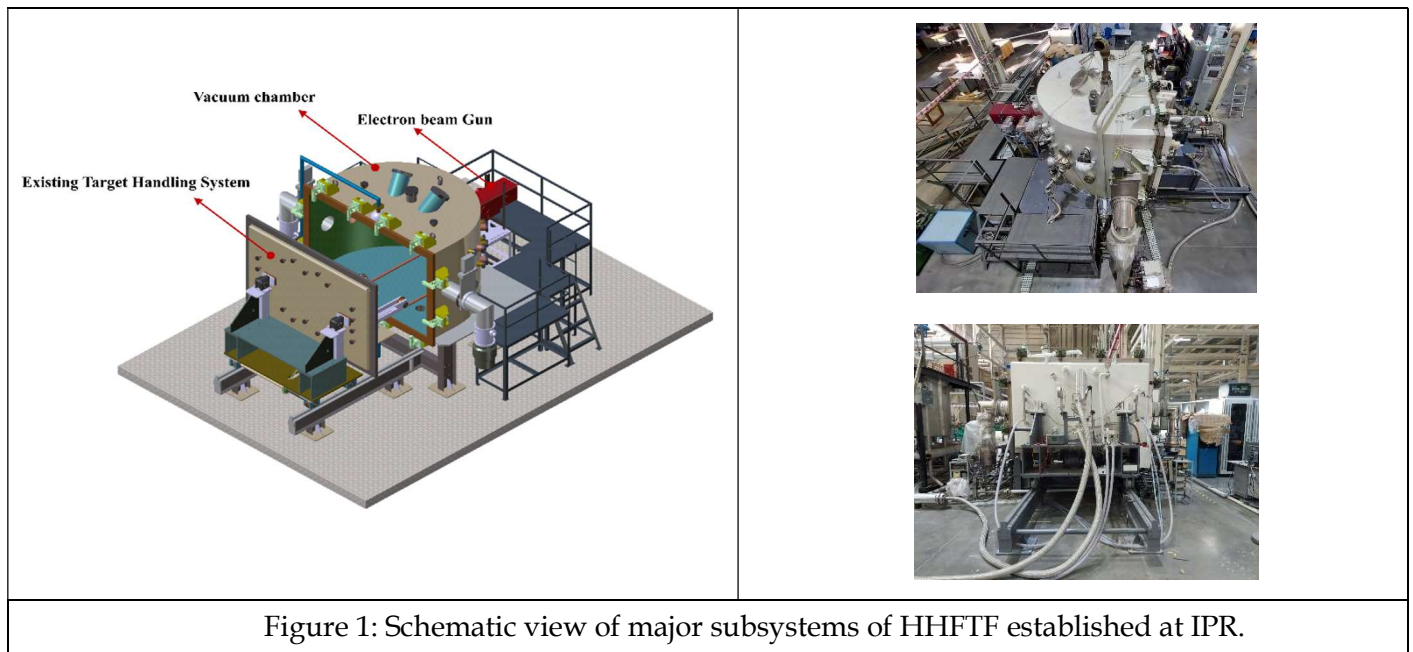 Vacuum chamber
Electron beam Gun
Existing Target Handling System
Figure 1: Schematic view of major subsystems of HHFTF established at IPR.